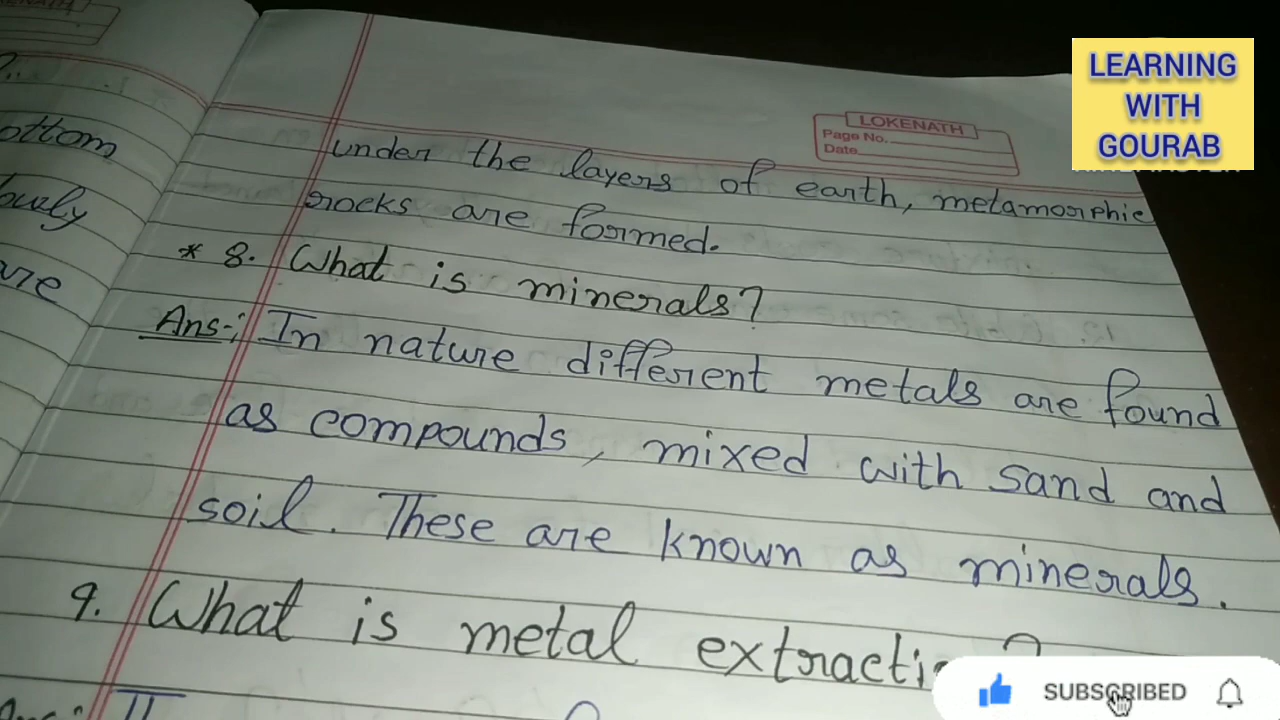 ottom
are
LOKENATH
Page No.
Date
LEARNING
WITH
GOURAB
under the layers of earth, metamorphic
rocks are formed.
* 8. What is minerals?
Ans-: In nature different metals are found
as compounds, mixed with sand and
soil. These are known as minerals.
9. What is metal
SUBSCRIBED